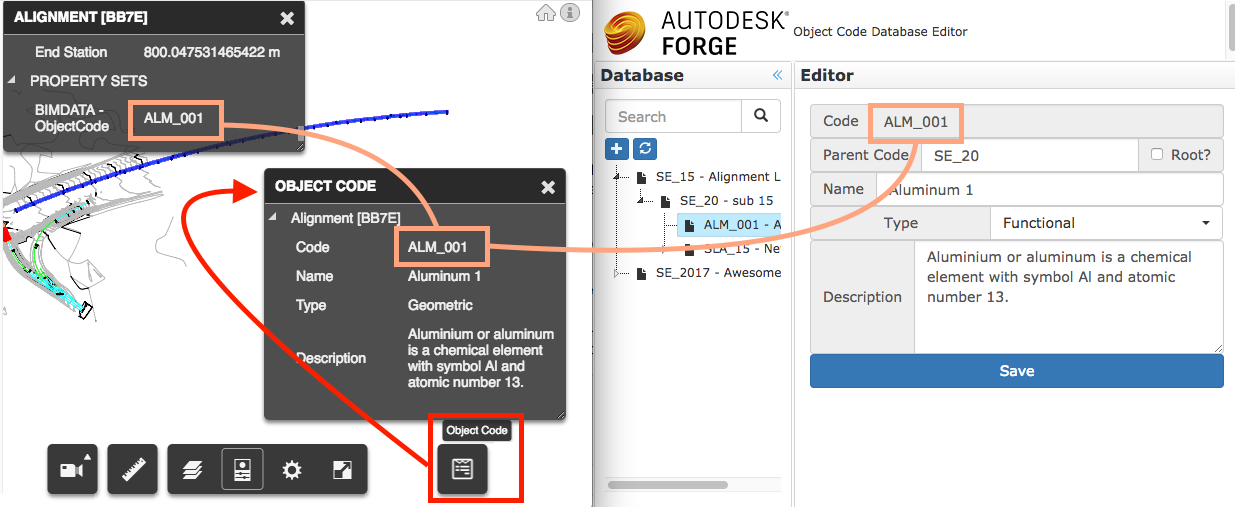 ALIGNMENT [BB7E]
End Station 800.047531465422 m
PROPERTY SETS
BIMDATA -
ObjectCode ALM_001
OBJECT CODE
Alignment [BB7E]
Code ALM_001
Name Aluminum 1
Type Geometric
Description Aluminium or aluminum
is a chemical element
with symbol Al and
atomic number 13.
Object Code
AUTODESK®
FORGE
Object Code Database Editor
Database
Search
SE_15 - Alignment L
SE_20 - sub 15
ALM_001 - A
SLA_15 - Ne
SE_2017 - Awesome
Editor
Code ALM_001
Parent Code SE_20 Root?
Name Aluminum 1
Type Functional
Description Aluminium or aluminum is a chemical
element with symbol Al and atomic
number 13.
Save